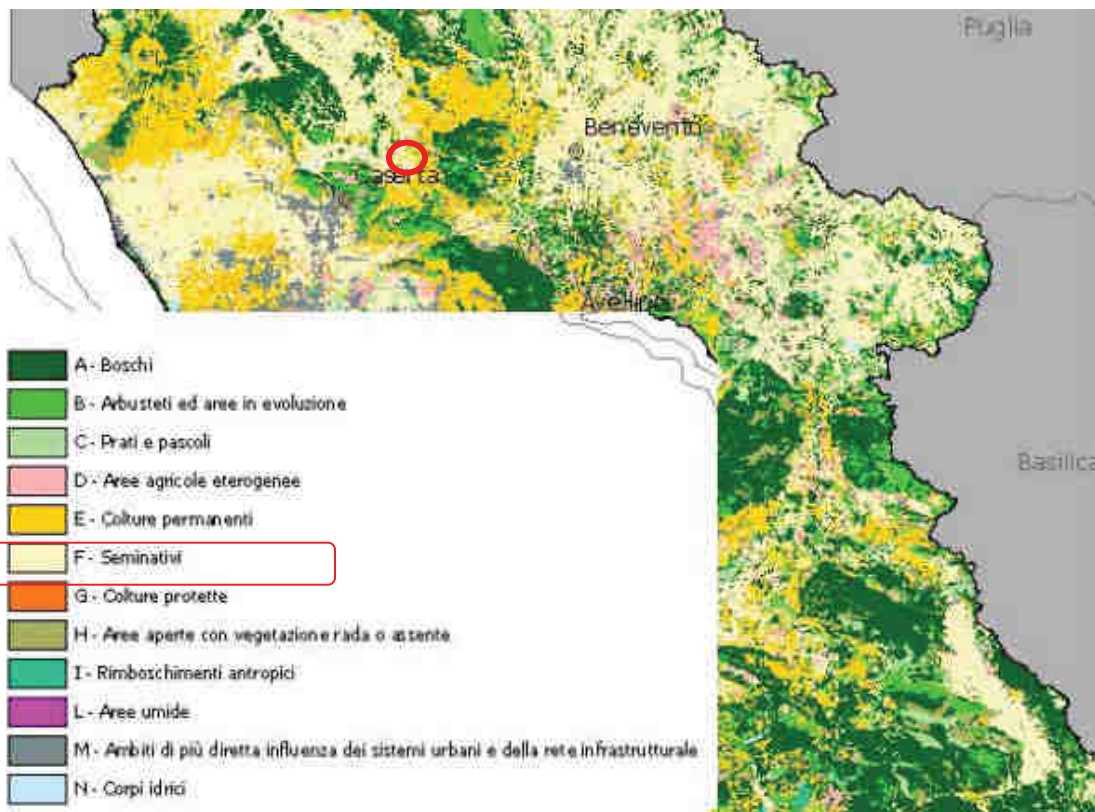 Puglia
Benevento
Caserta
Avellino
A - Boschi
B - Arbusteti ed aree in evoluzione
C - Prati e pascoli
D - Aree agricole eterogenee
E - Colture permanenti
Basilica
F - Seminativi
G - Colture protette
H - Aree aperte con vegetazione rada o assente
I - Rimboschimenti antropici
L - Aree umide
M - Ambiti di più diretta influenza dei sistemi urbani e della rete infrastrutturale
N - Corpi idrici